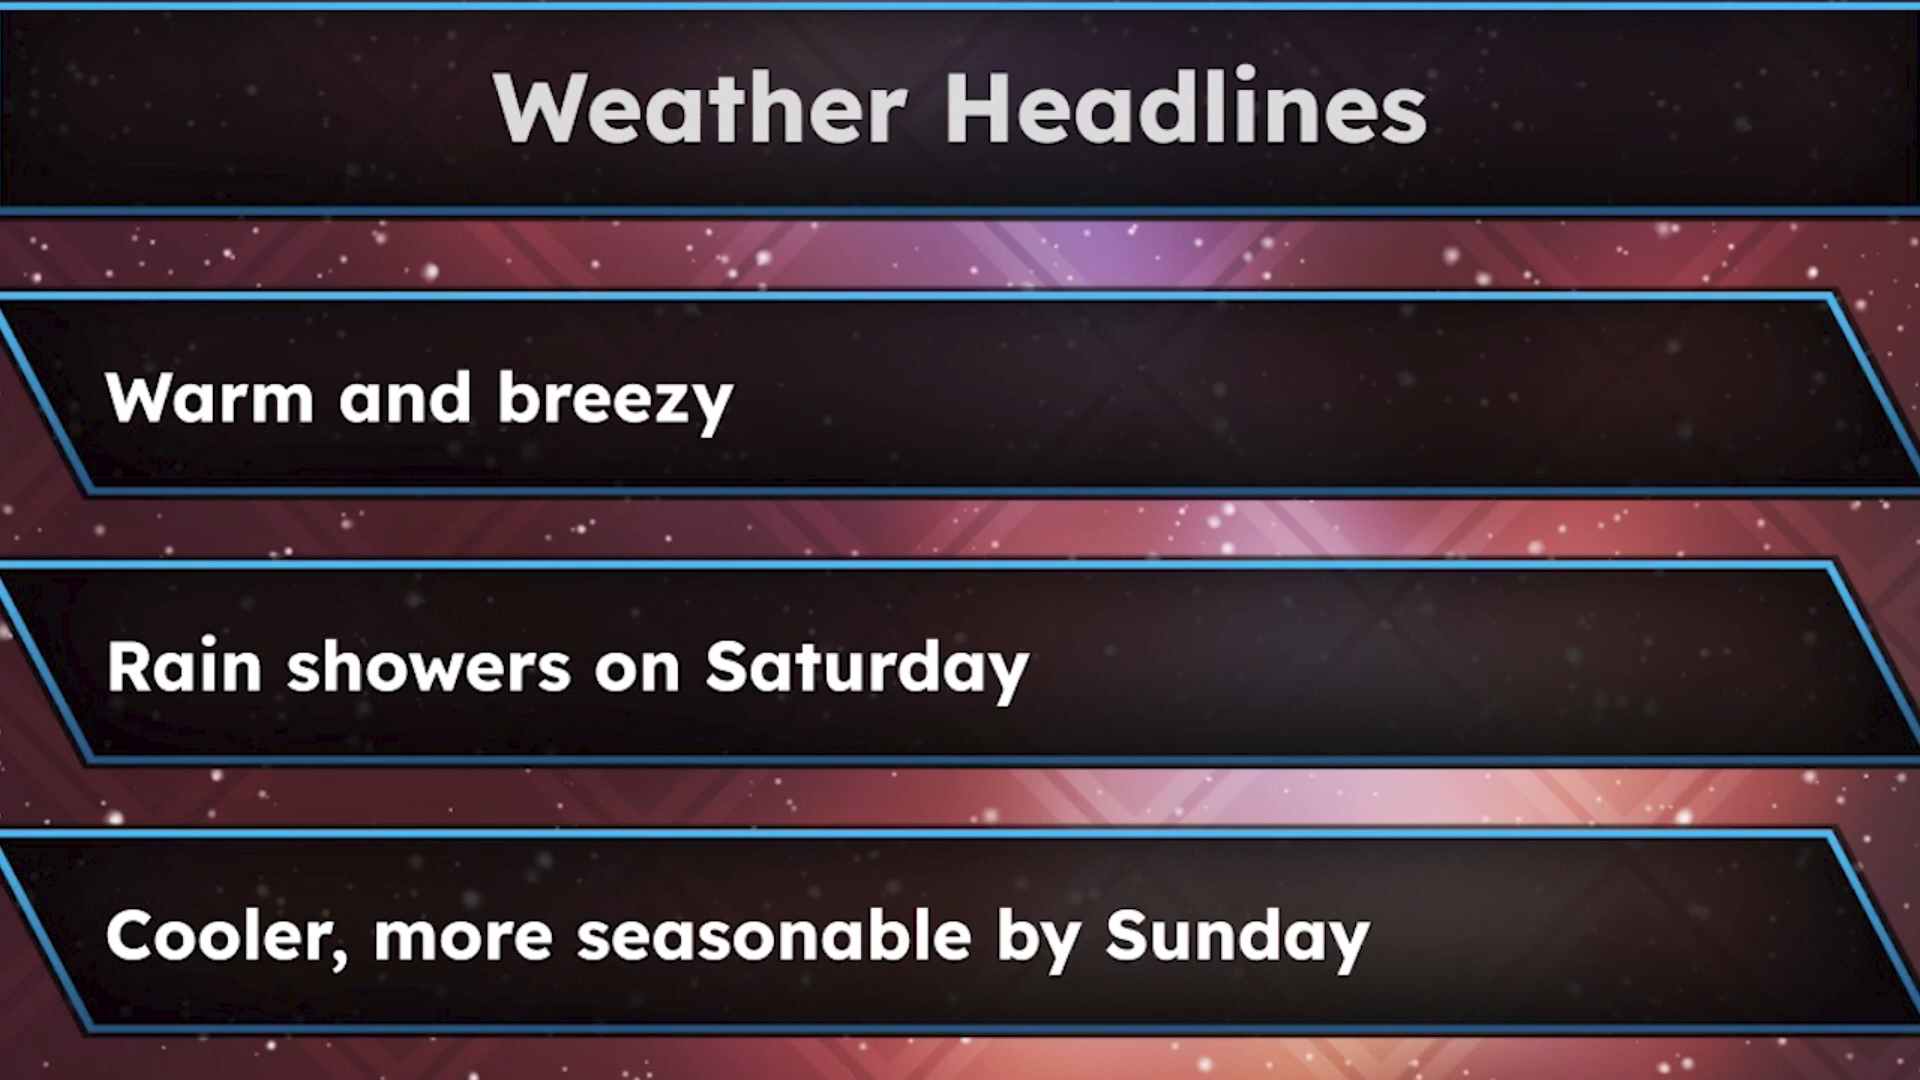 Weather Headlines
Warm and breezy
Rain showers on Saturday
Cooler, more seasonable by Sunday